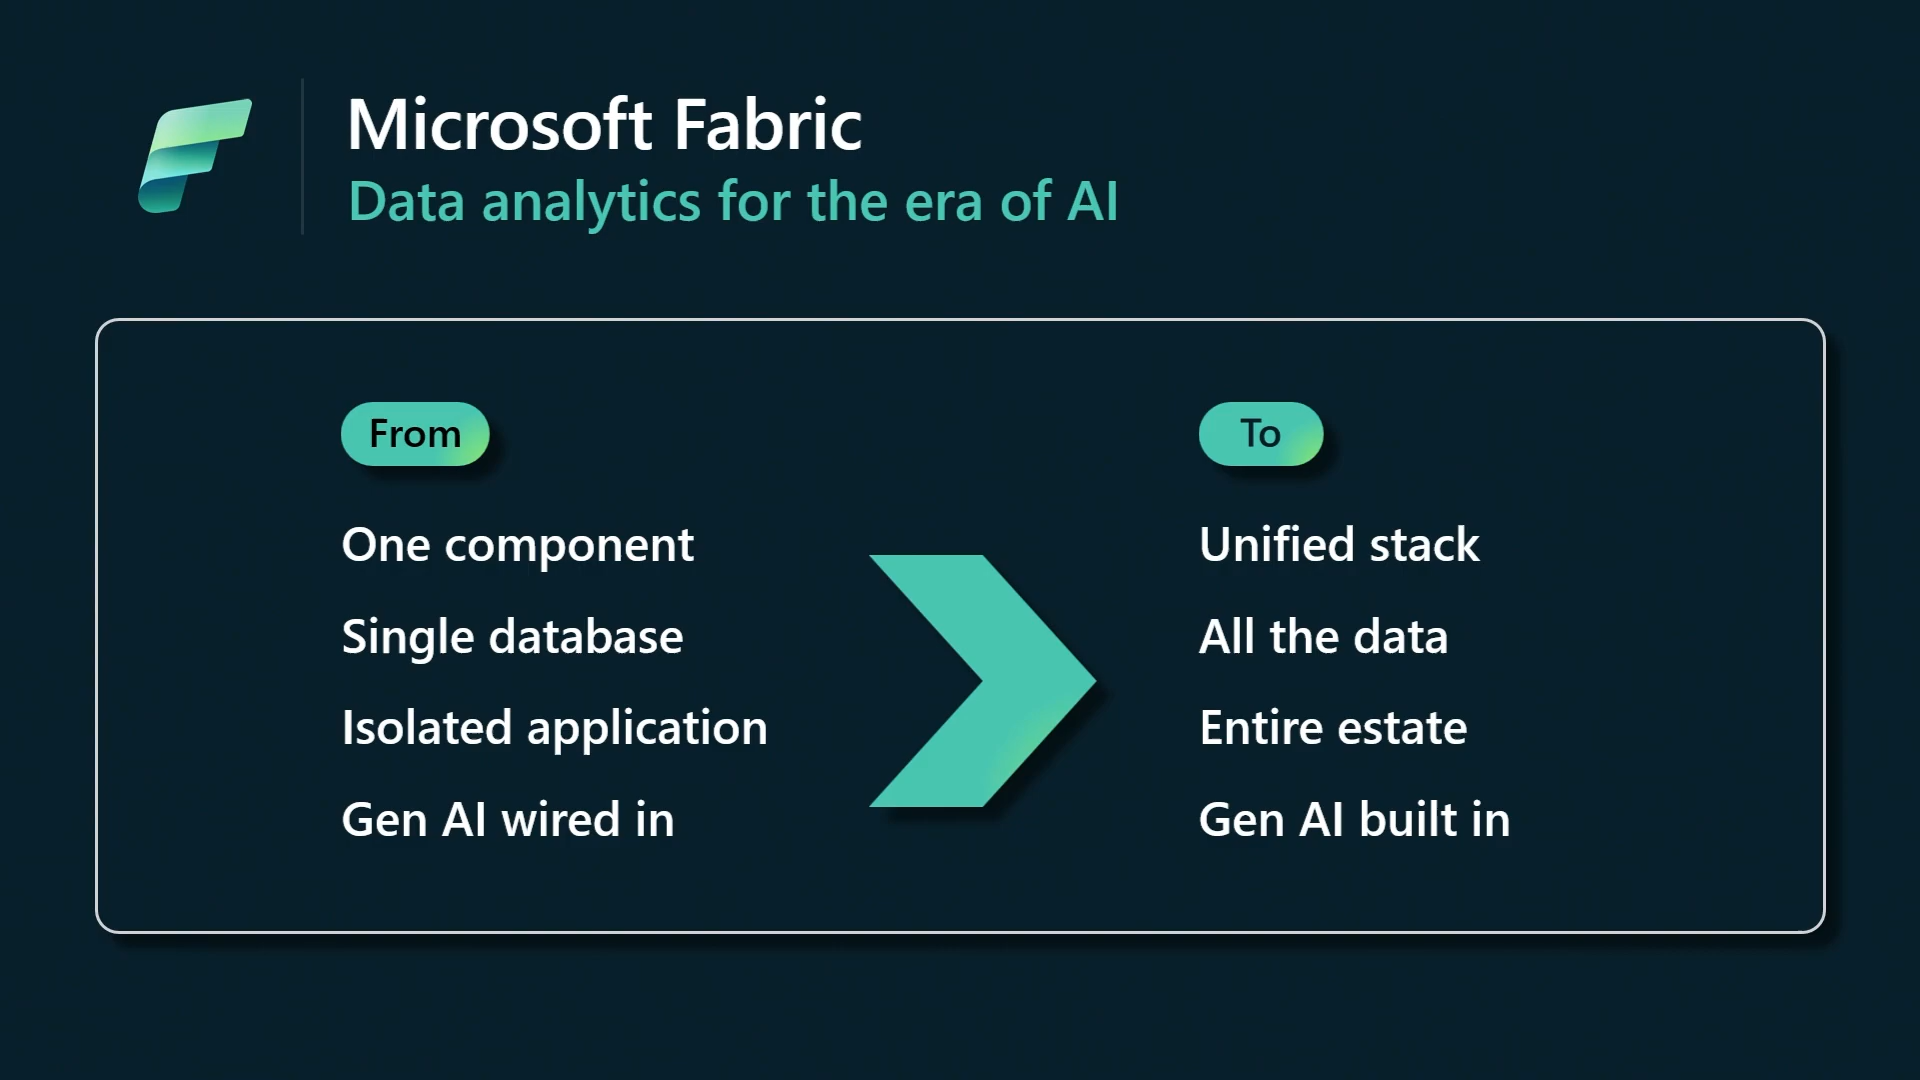 Microsoft Fabric
Data analytics for the era of AI
From
One component
Single database
Isolated application
Gen AI wired in
To
Unified stack
All the data
Entire estate
Gen AI built in